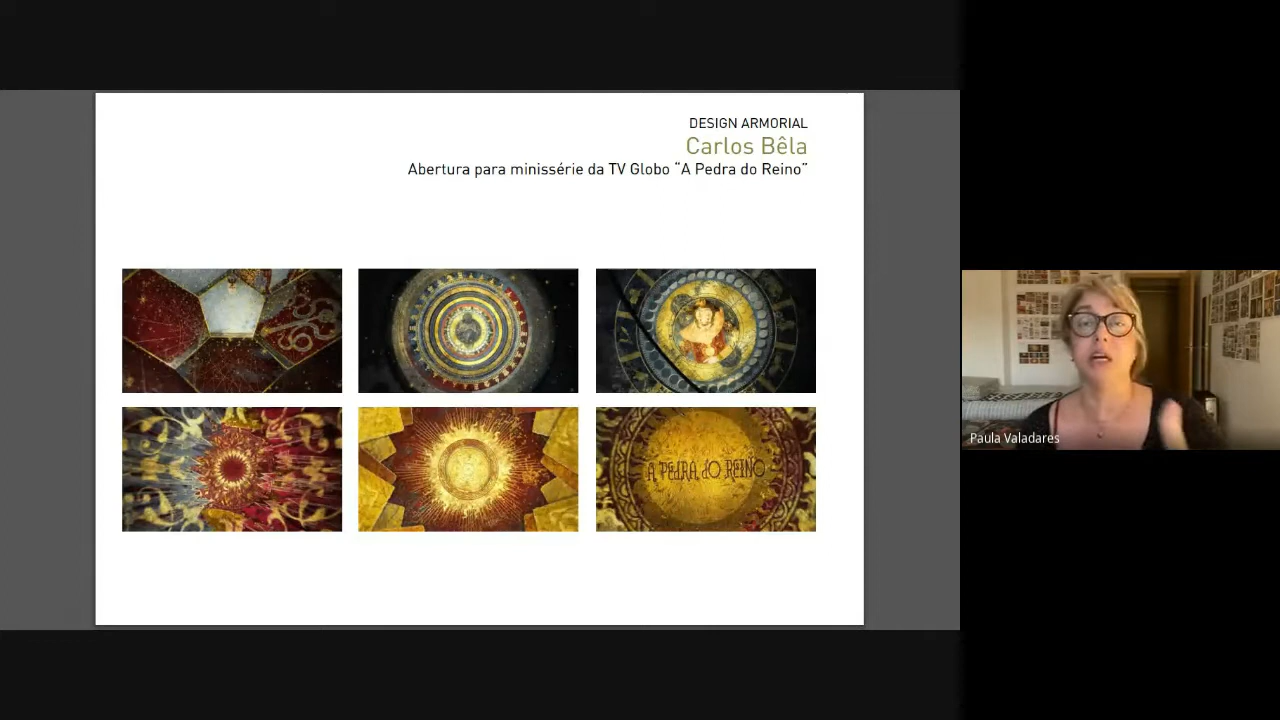 DESIGN ARMORIAL
Carlos Bêla
Abertura para minissérie da TV Globo “A Pedra do Reino”
A PEDRA dO REINO
Paula Valadares